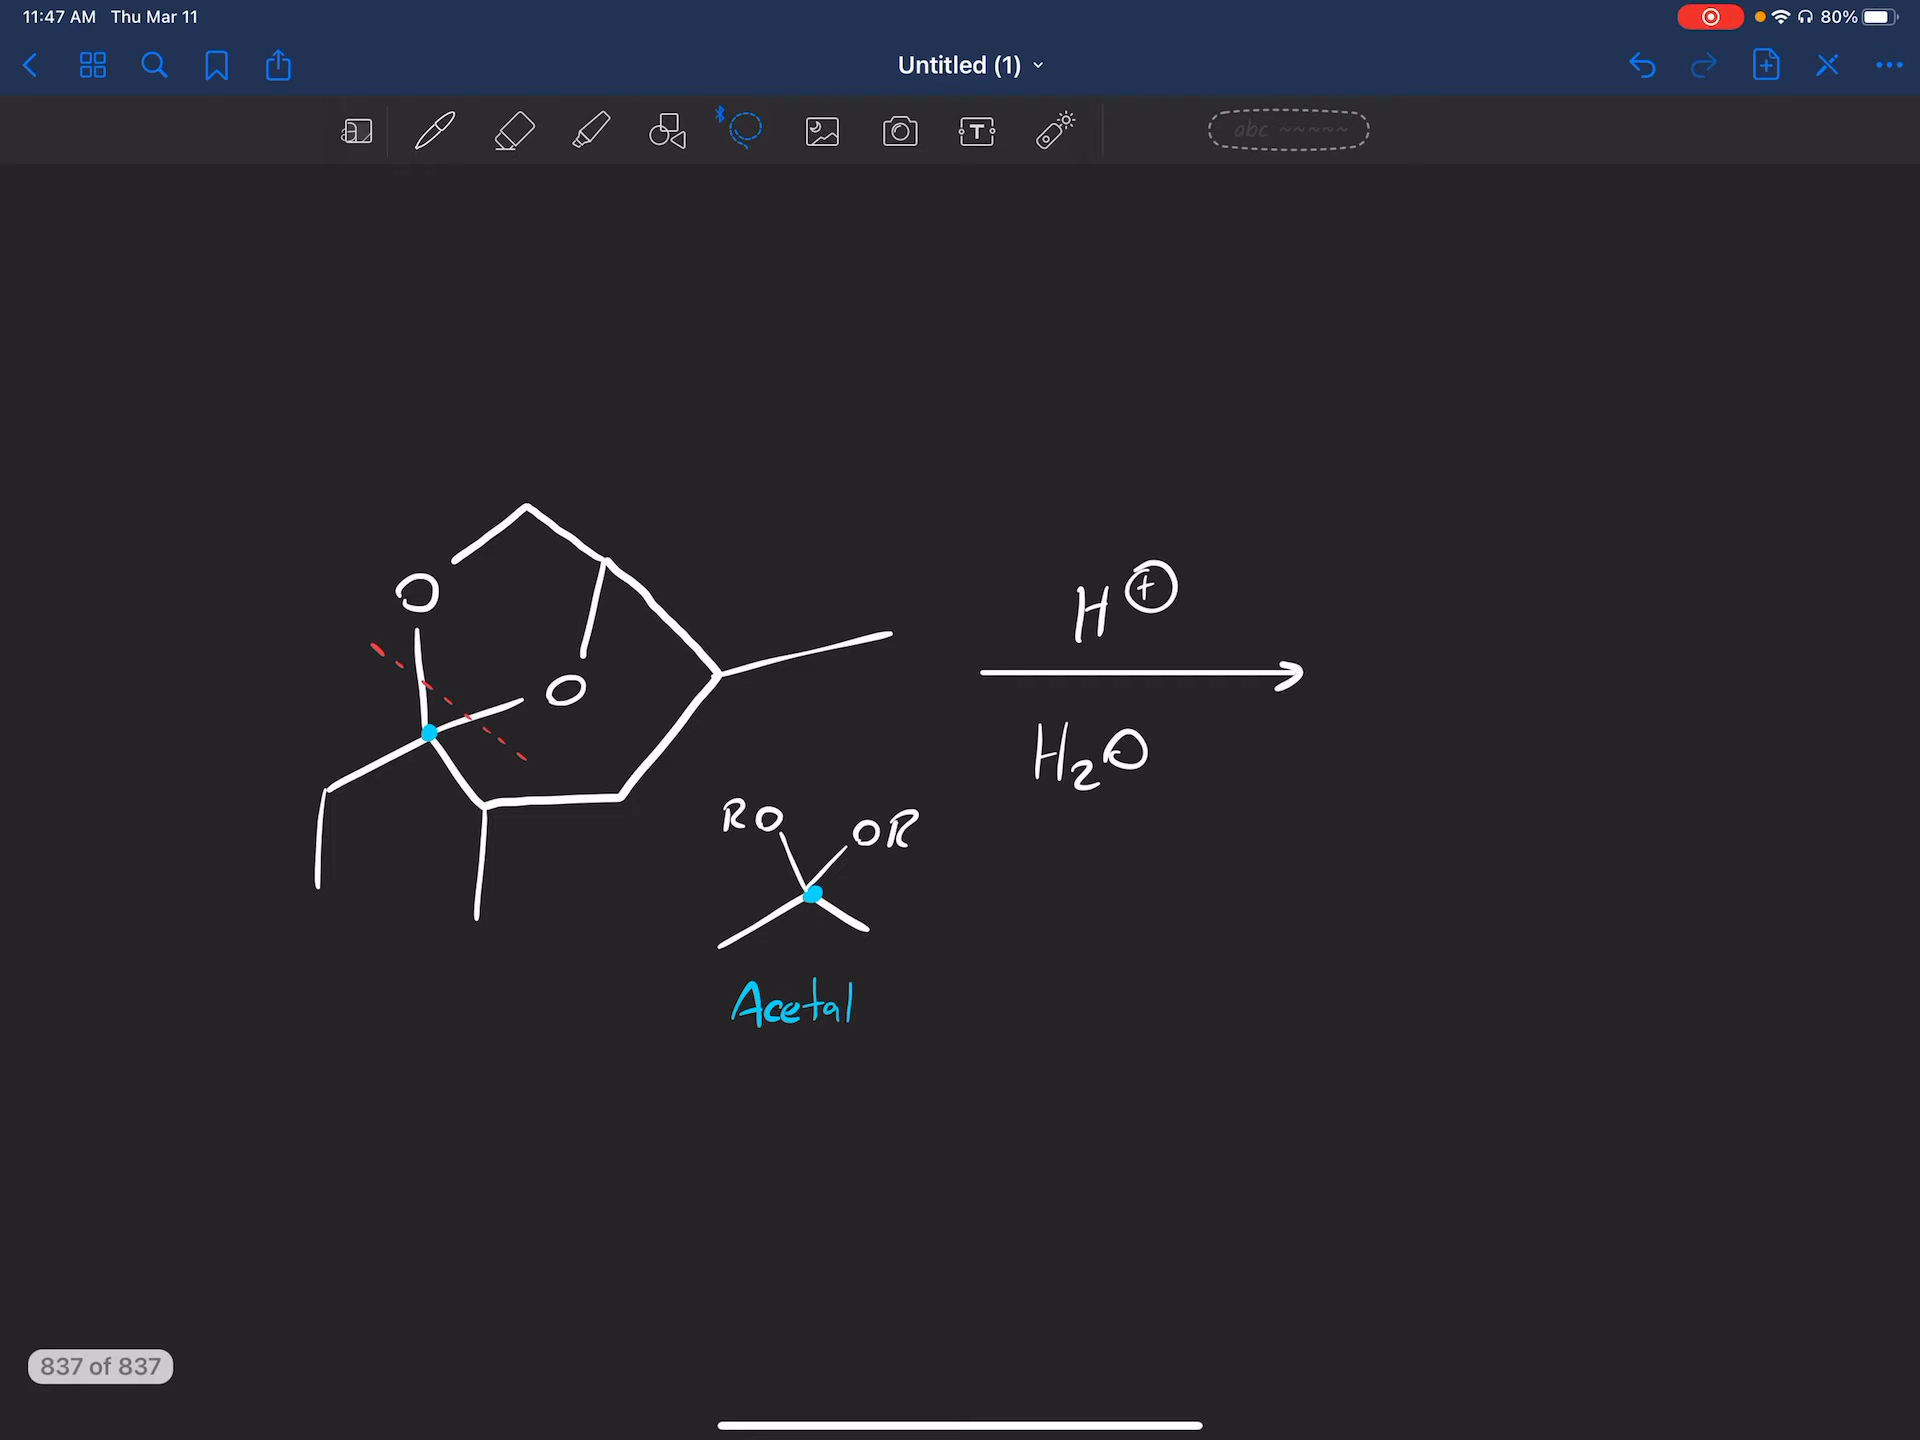 11:47 AM Thu Mar 11
80%
Untitled (1)
abc
O
O
H⊕
H₂O
RO
OR
Acetal
837 of 837